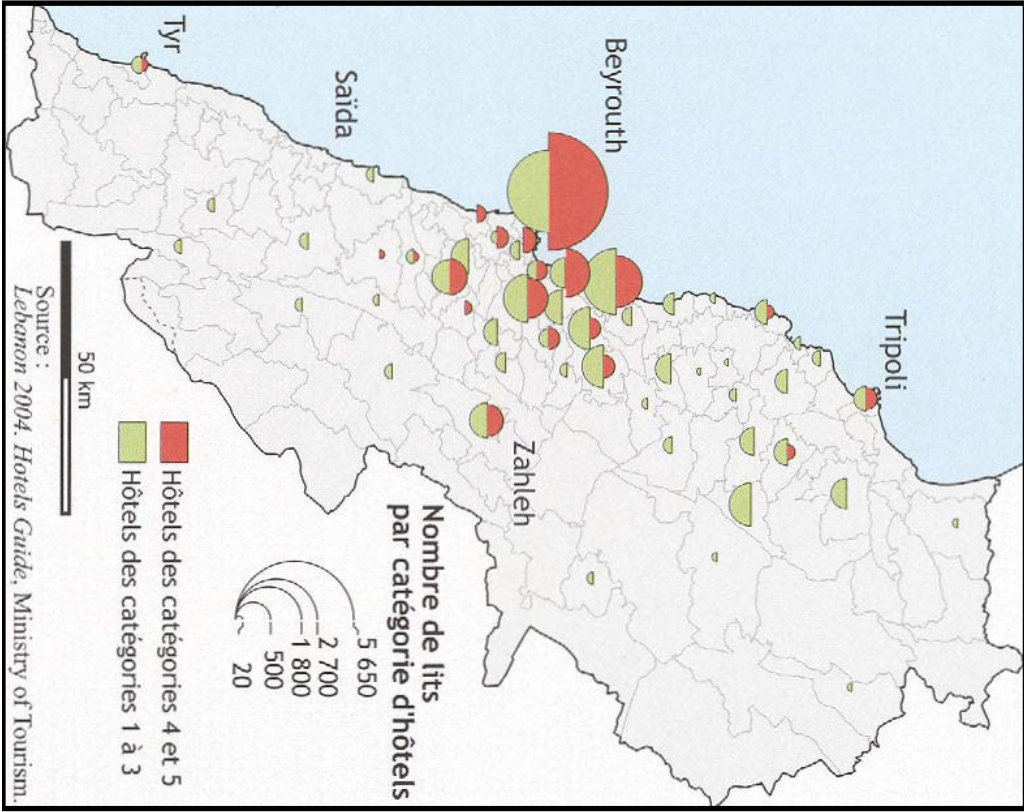 Tripoli
Beyrouth
Zahleh
Saïda
Tyr
Nombre de lits
par catégorie d'hôtels
5 650
2 700
1 800
500
20
Hôtels des catégories 4 et 5
Hôtels des catégories 1 à 3
50 km
Source :
Lebanon 2004. Hotels Guide, Ministry of Tourism.